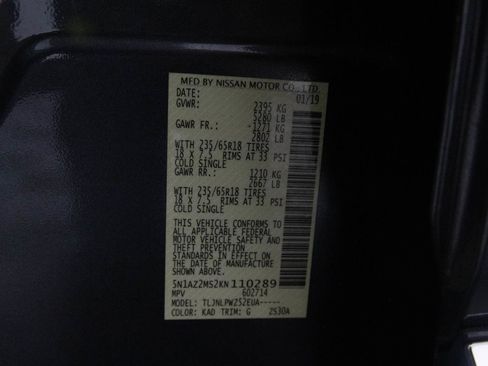 MFD BY NISSAN MOTOR CO., LTD.
DATE: 01/19
GVWR: 2395 KG
5280 LB
GAWR FR.: 1271 KG
2802 LB
WITH 235/65R18 TIRES
18 X 7.5 RIMS AT 33 PSI
COLD SINGLE
GAWR RR.: 1210 KG
2667 LB
WITH 235/65R18 TIRES
18 X 7.5 RIMS AT 33 PSI
COLD SINGLE
THIS VEHICLE CONFORMS TO
ALL APPLICABLE FEDERAL
MOTOR VEHICLE SAFETY AND
THEFT PREVENTION
STANDARDS IN EFFECT ON
THE DATE OF MANUFACTURE
SHOWN ABOVE.
5N1AZ2MS2KN110289
MPV 602714
MODEL: TLJNLPWZ52EUA-----
COLOR: KAD TRIM: G 2S30A